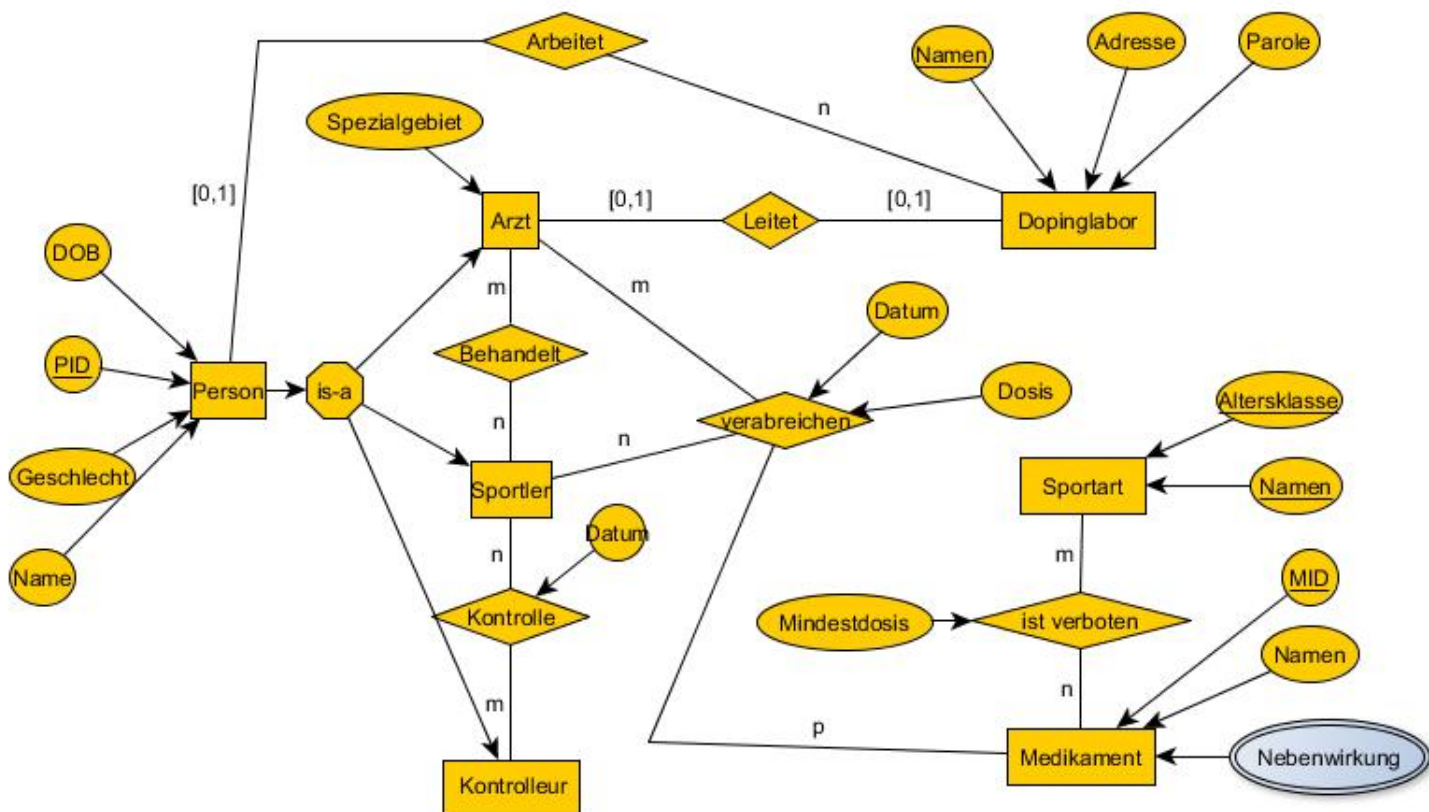 Arbeitet
Namen
Adresse
Parole
n
Spezialgebiet
[0,1]
Arzt
[0,1]
Leitet
[0,1]
Dopinglabor
DOB
m
m
Datum
PID
Person
is-a
Behandelt
Dosis
verabreichen
Altersklasse
n
n
Geschlecht
Sportler
Sportart
Namen
Datum
n
m
Name
MID
Kontrolle
Mindestdosis
ist verboten
Namen
m
n
p
Medikament
Nebenwirkung
Kontrolleur